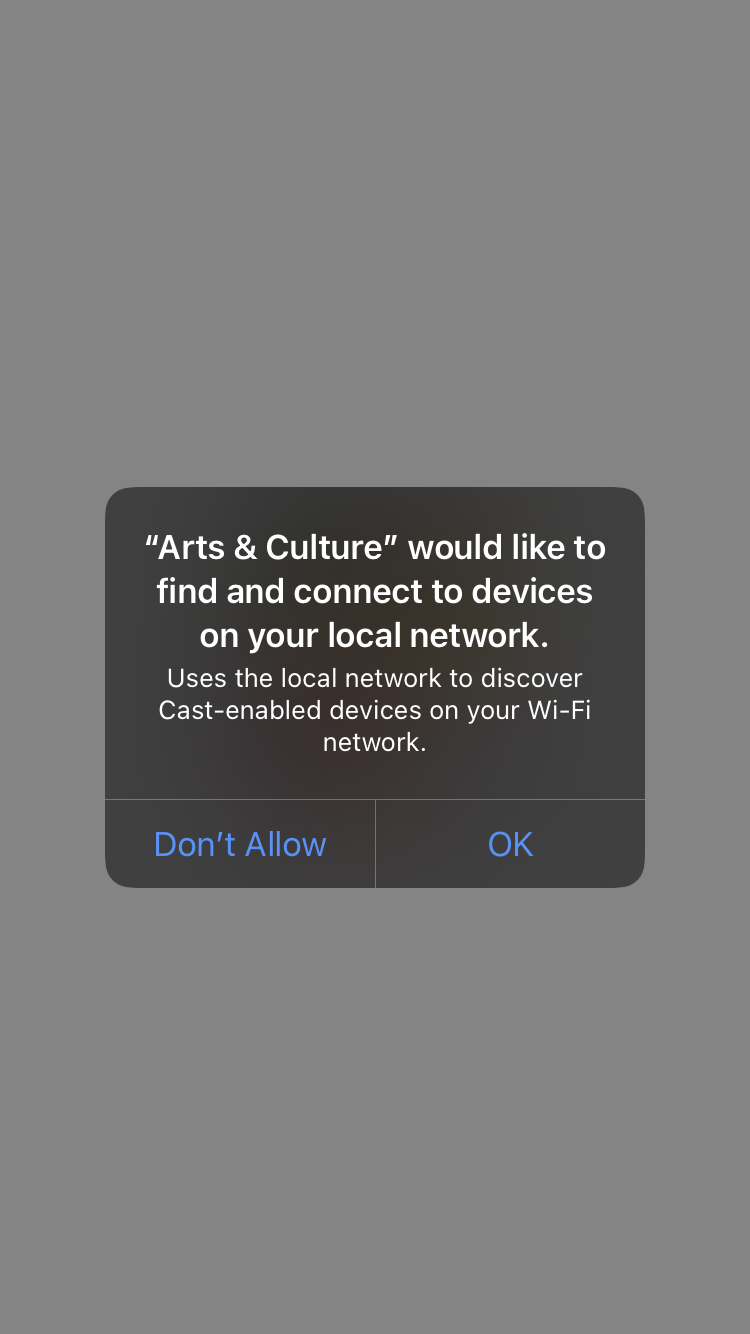 “Arts & Culture” would like to
find and connect to devices
on your local network.
Uses the local network to discover
Cast-enabled devices on your Wi-Fi
network.
Don’t Allow
OK